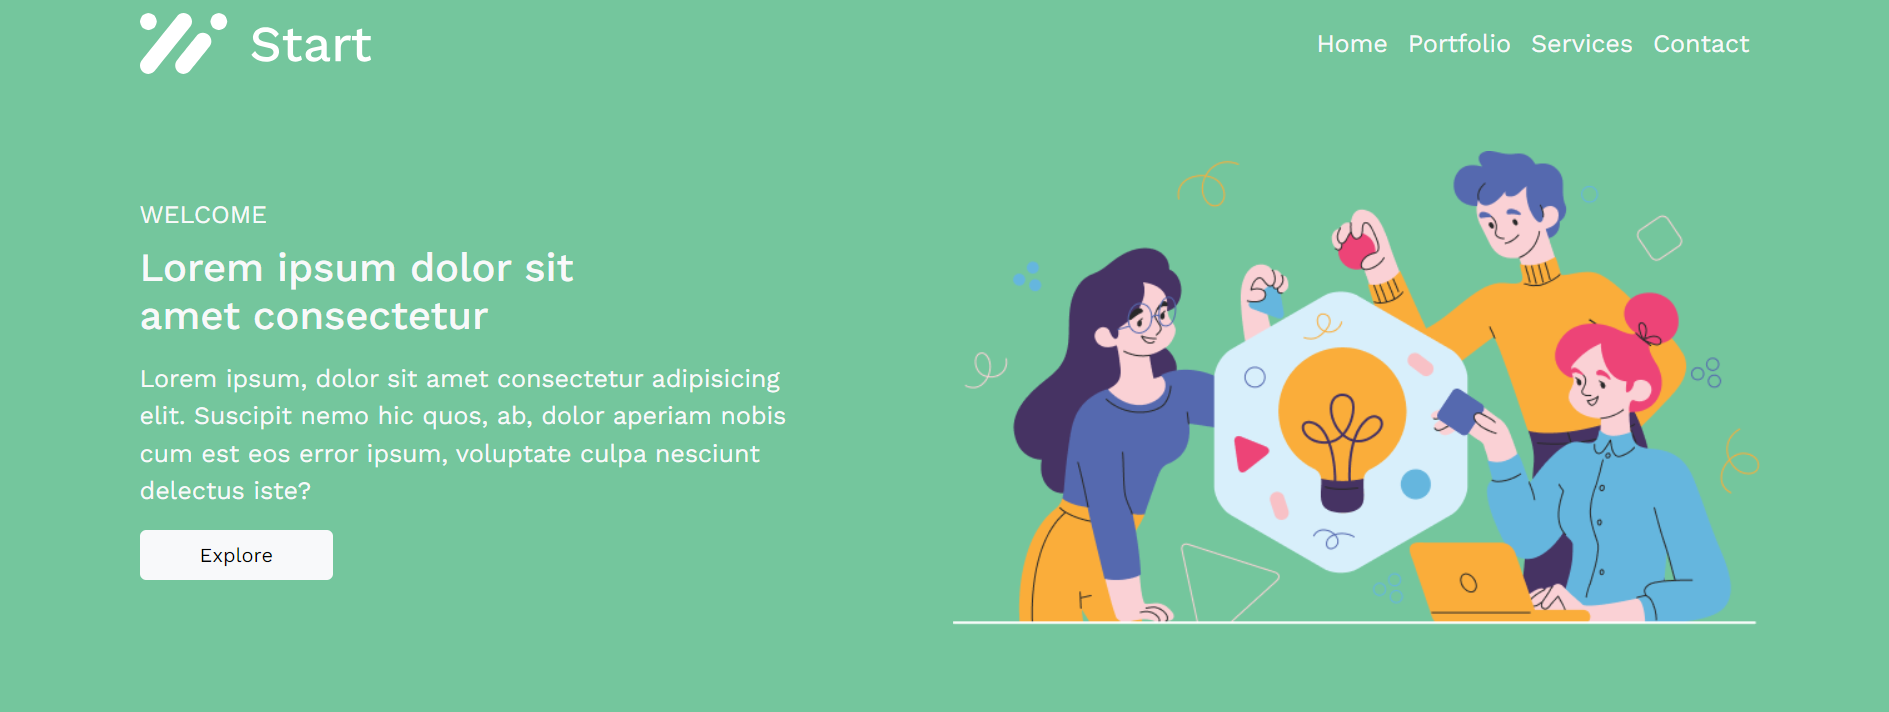 Start
Home Portfolio Services Contact
WELCOME
Lorem ipsum dolor sit
amet consectetur
Lorem ipsum, dolor sit amet consectetur adipisicing
elit. Suscipit nemo hic quos, ab, dolor aperiam nobis
cum est eos error ipsum, voluptate culpa nesciunt
delectus iste?
Explore